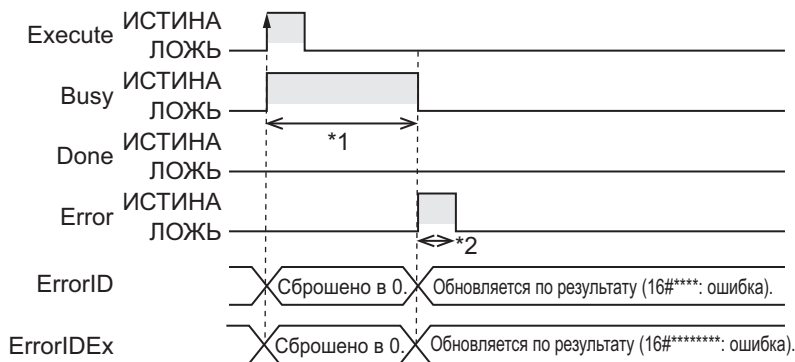 Execute ИСТИНА
ЛОЖЬ
Busy ИСТИНА
ЛОЖЬ
*1
Done ИСТИНА
ЛОЖЬ
Error ИСТИНА
ЛОЖЬ
*2
ErrorID Сброшено в 0. Обновляется по результату (16#****: ошибка).
ErrorIDEx Сброшено в 0. Обновляется по результату (16#********: ошибка).